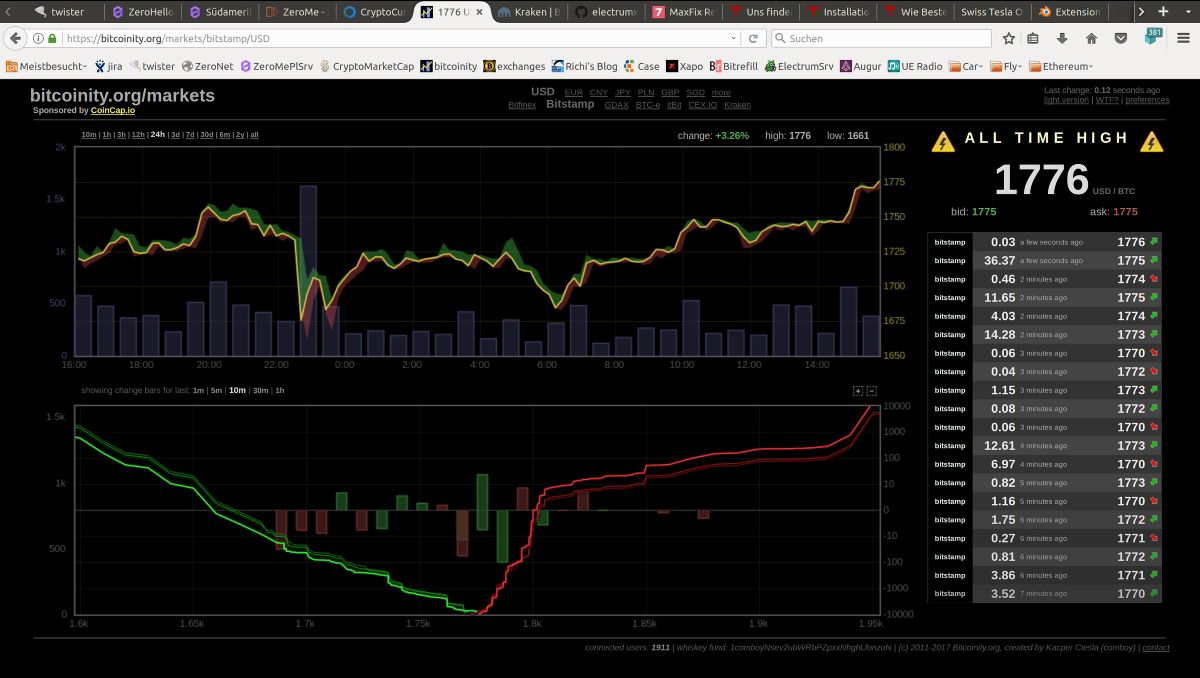 twister ZeroHello Südameri ZeroMe - CryptoCur 1776 U Kraken | B electrumx MaxFix Re Uns finde Installatio Wie Beste Swiss Tesla O Extension
https://bitcoinity.org/markets/bitstamp/USD Suchen 381
Meistbesucht jira twister ZeroNet ZeroMePlSrv CryptoMarketCap bitcoinity exchanges Richi's Blog Case Xapo Bitrefill ElectrumSrv Augur UE Radio Car Fly Ethereum
bitcoinity.org/markets
Sponsored by CoinCap.io
USD EUR CNY JPY PLN GBP SGD more
Bitfinex Bitstamp GDAX BTC-e itBit CEX.IO Kraken
Last change: 0.12 seconds ago
light version | WTF? | preferences
10m | 1h | 3h | 12h | 24h | 3d | 7d | 30d | 6m | 2y | all
change: +3.26% high: 1776 low: 1661
2k
1.5k
1k
500
0
1800
1775
1750
1725
1700
1675
1650
16:00 18:00 20:00 22:00 0:00 2:00 4:00 6:00 8:00 10:00 12:00 14:00
showing change bars for last: 1m | 5m | 10m | 30m | 1h
+ −
1.5k
1k
500
0
10000
1000
100
10
0
-10
-100
-1000
-10000
1.6k 1.65k 1.7k 1.75k 1.8k 1.85k 1.9k 1.95k
ALL TIME HIGH
1776 USD / BTC
bid: 1775 ask: 1775
bitstamp 0.03 a few seconds ago 1776
bitstamp 36.37 a few seconds ago 1775
bitstamp 0.46 2 minutes ago 1774
bitstamp 11.65 2 minutes ago 1775
bitstamp 4.03 2 minutes ago 1774
bitstamp 14.28 2 minutes ago 1773
bitstamp 0.06 3 minutes ago 1770
bitstamp 0.04 3 minutes ago 1772
bitstamp 1.15 3 minutes ago 1773
bitstamp 0.08 3 minutes ago 1772
bitstamp 0.06 3 minutes ago 1770
bitstamp 12.61 4 minutes ago 1773
bitstamp 6.97 4 minutes ago 1770
bitstamp 0.82 5 minutes ago 1773
bitstamp 1.16 5 minutes ago 1770
bitstamp 1.75 6 minutes ago 1772
bitstamp 0.27 6 minutes ago 1771
bitstamp 0.81 6 minutes ago 1772
bitstamp 3.86 6 minutes ago 1771
bitstamp 3.52 7 minutes ago 1770
connected users: 1911 | whiskey fund: 1comboyNsev2ubWRbPZpxxNhghLfonzuN | (c) 2011-2017 Bitcoinity.org, created by Kacper Cieśla (comboy) | contact